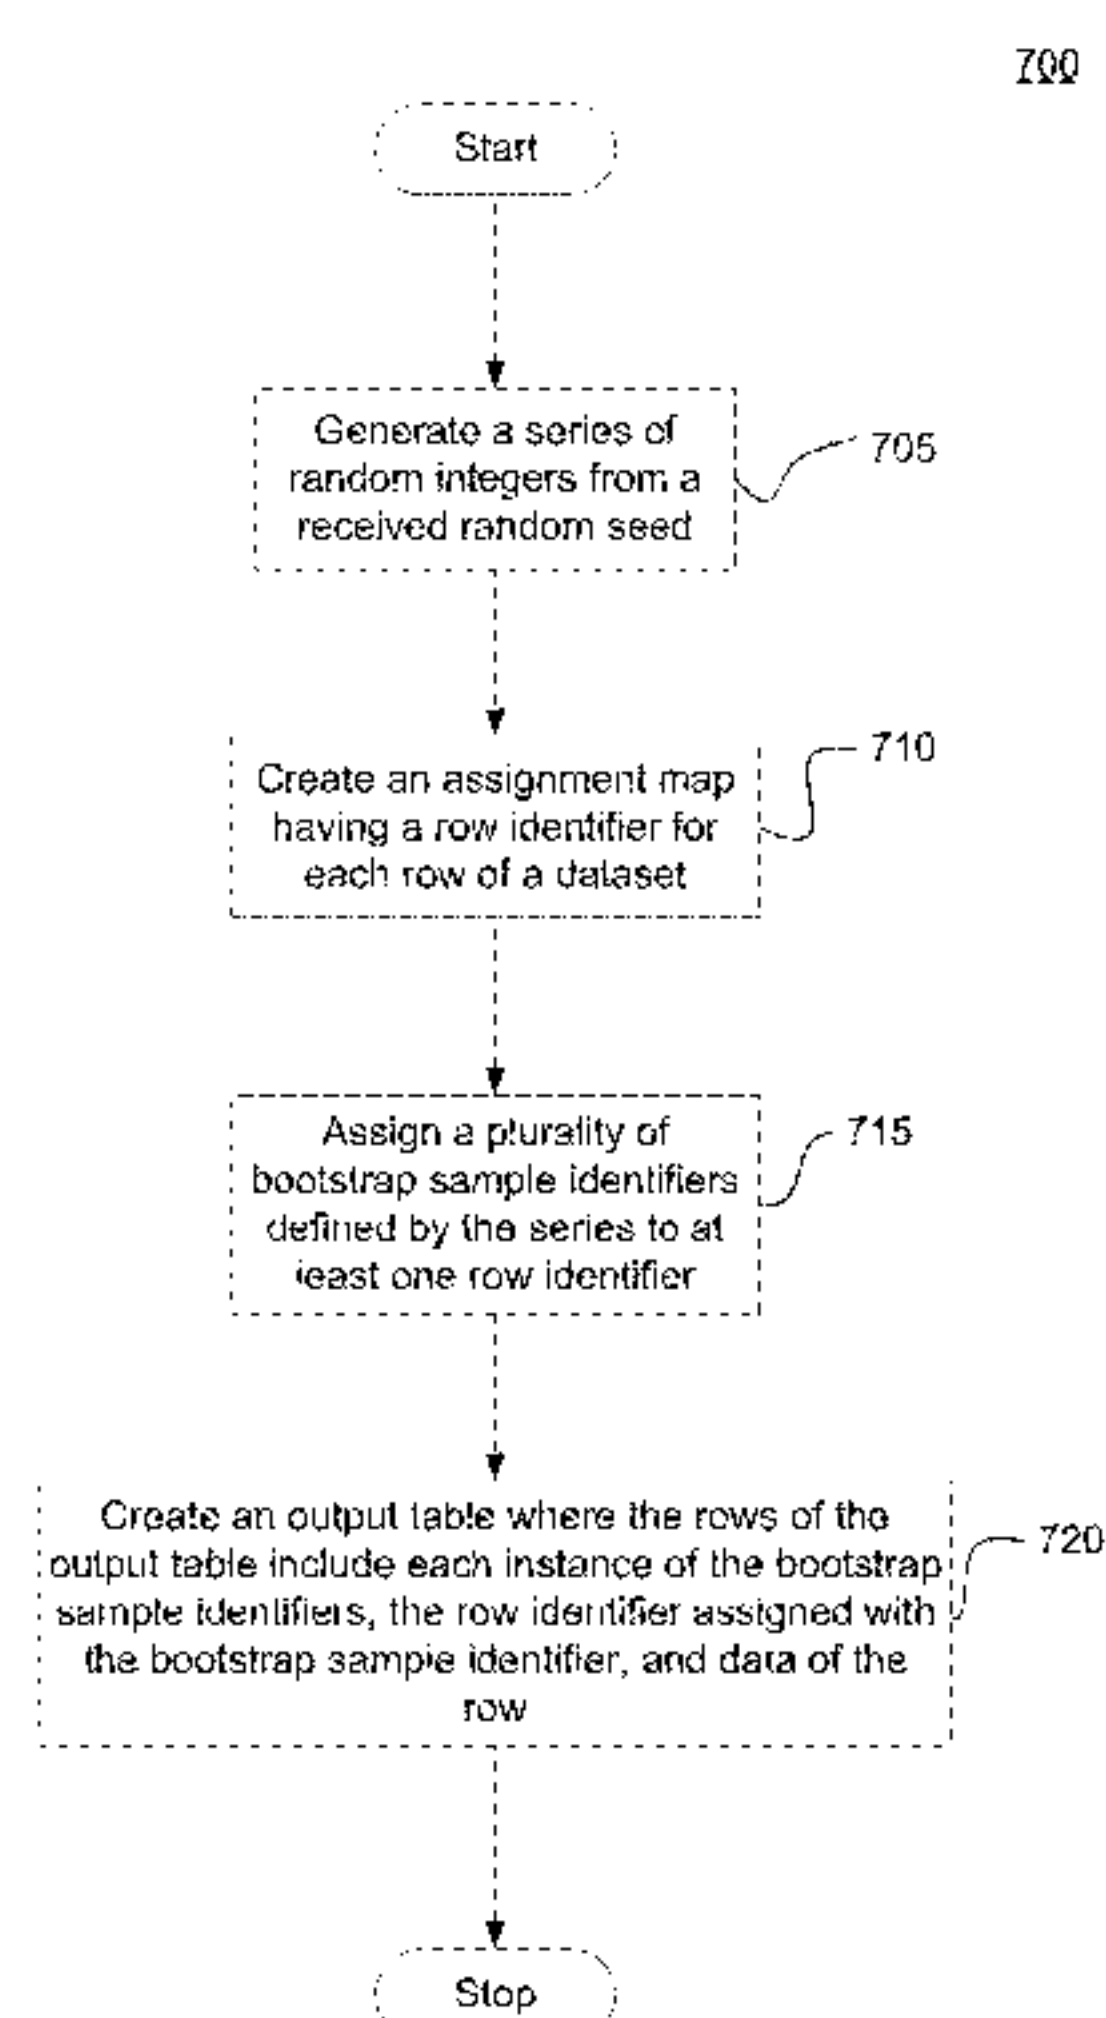 700
Start
Generate a series of
random integers from a
received random seed
705
Create an assignment map
having a row identifier for
each row of a dataset
710
Assign a plurality of
bootstrap sample identifiers
defined by the series to at
least one row identifier
715
Create an output table where the rows of the
output table include each instance of the bootstrap
sample identifiers, the row identifier assigned with
the bootstrap sample identifier, and data of the
row
720
Stop